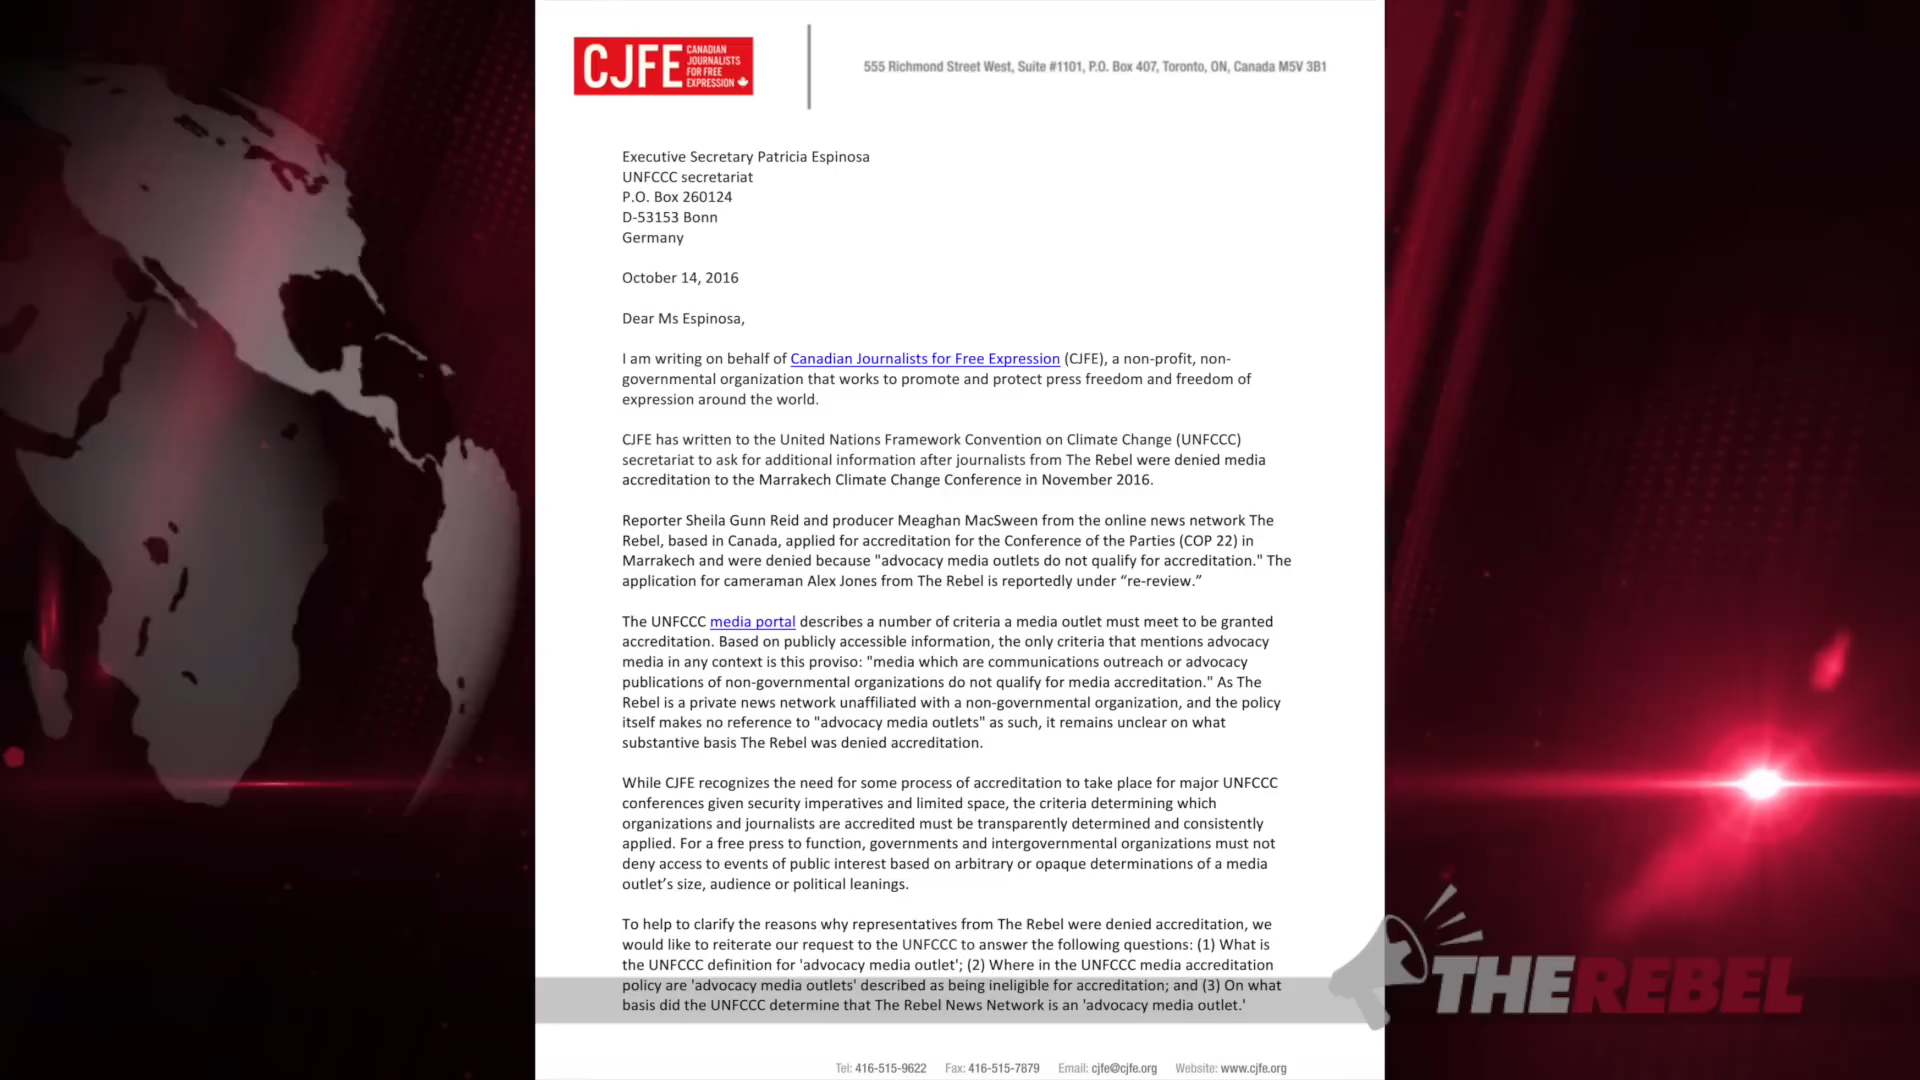 CJFE CANADIAN
JOURNALISTS
FOR FREE
EXPRESSION
555 Richmond Street West, Suite #1101, P.O. Box 407, Toronto, ON, Canada M5V 3B1
Executive Secretary Patricia Espinosa
UNFCCC secretariat
P.O. Box 260124
D-53153 Bonn
Germany
October 14, 2016
Dear Ms Espinosa,
I am writing on behalf of Canadian Journalists for Free Expression (CJFE), a non-profit, non-
governmental organization that works to promote and protect press freedom and freedom of
expression around the world.
CJFE has written to the United Nations Framework Convention on Climate Change (UNFCCC)
secretariat to ask for additional information after journalists from The Rebel were denied media
accreditation to the Marrakech Climate Change Conference in November 2016.
Reporter Sheila Gunn Reid and producer Meaghan MacSween from the online news network The
Rebel, based in Canada, applied for accreditation for the Conference of the Parties (COP 22) in
Marrakech and were denied because "advocacy media outlets do not qualify for accreditation." The
application for cameraman Alex Jones from The Rebel is reportedly under “re-review.”
The UNFCCC media portal describes a number of criteria a media outlet must meet to be granted
accreditation. Based on publicly accessible information, the only criteria that mentions advocacy
media in any context is this proviso: "media which are communications outreach or advocacy
publications of non-governmental organizations do not qualify for media accreditation." As The
Rebel is a private news network unaffiliated with a non-governmental organization, and the policy
itself makes no reference to "advocacy media outlets" as such, it remains unclear on what
substantive basis The Rebel was denied accreditation.
While CJFE recognizes the need for some process of accreditation to take place for major UNFCCC
conferences given security imperatives and limited space, the criteria determining which
organizations and journalists are accredited must be transparently determined and consistently
applied. For a free press to function, governments and intergovernmental organizations must not
deny access to events of public interest based on arbitrary or opaque determinations of a media
outlet’s size, audience or political leanings.
To help to clarify the reasons why representatives from The Rebel were denied accreditation, we
would like to reiterate our request to the UNFCCC to answer the following questions: (1) What is
the UNFCCC definition for 'advocacy media outlet'; (2) Where in the UNFCCC media accreditation
policy are 'advocacy media outlets' described as being ineligible for accreditation; and (3) On what
basis did the UNFCCC determine that The Rebel News Network is an 'advocacy media outlet.'
THEREBEL
Tel: 416-515-9622 Fax: 416-515-7879 Email: cjfe@cjfe.org Website: www.cjfe.org